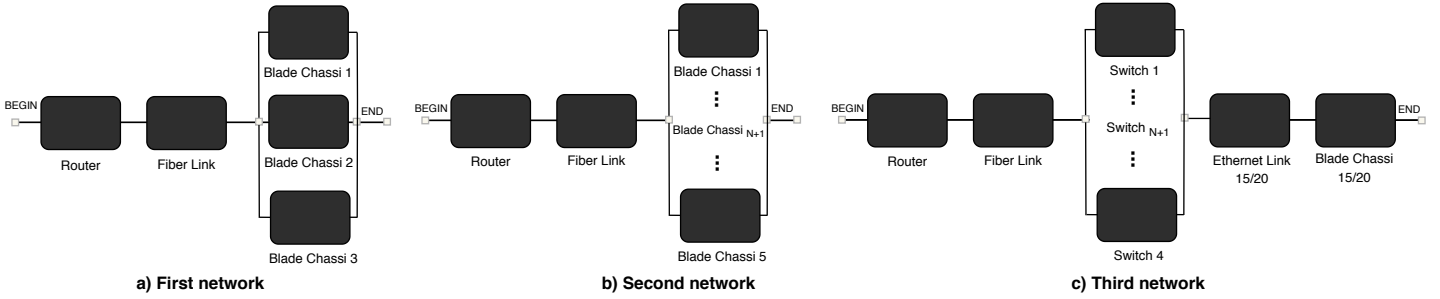 Blade Chassi 1
BEGIN
END
Router
Fiber Link
Blade Chassi 2
Blade Chassi 3
a) First network
Blade Chassi 1
BEGIN
END
Blade Chassi N+1
Router
Fiber Link
Blade Chassi 5
b) Second network
Switch 1
BEGIN
END
Switch N+1
Router
Fiber Link
Ethernet Link
15/20
Blade Chassi
15/20
Switch 4
c) Third network